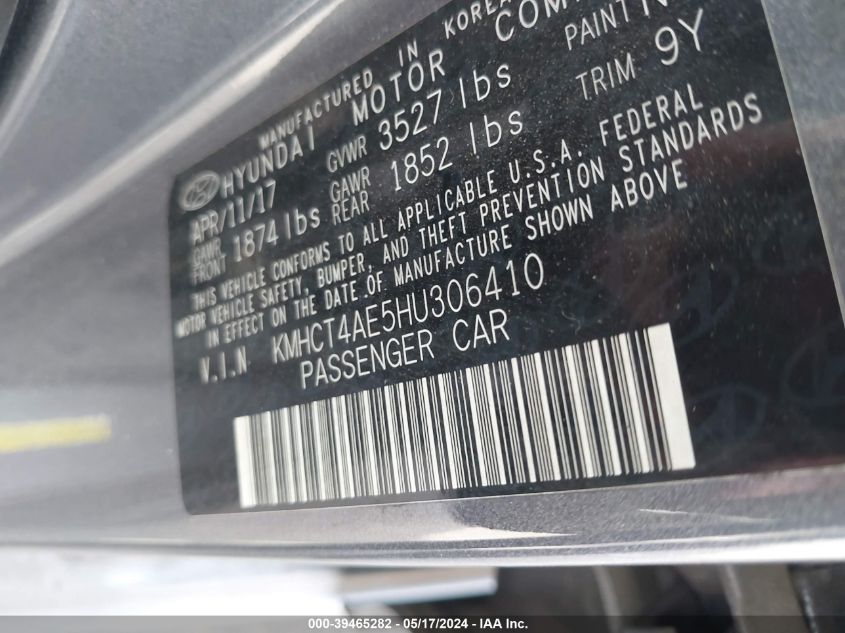 MANUFACTURED IN KOREA
HYUNDAI MOTOR COM
APR/11/17 GVWR 3527 lbs PAINT
GAWR FRONT 1874 lbs GAWR REAR 1852 lbs TRIM 9Y
THIS VEHICLE CONFORMS TO ALL APPLICABLE U.S.A. FEDERAL
MOTOR VEHICLE SAFETY, BUMPER, AND THEFT PREVENTION STANDARDS
IN EFFECT ON THE DATE OF MANUFACTURE SHOWN ABOVE
V.I.N KMHCT4AE5HU306410
PASSENGER CAR
000-39465282 - 05/17/2024 - IAA Inc.